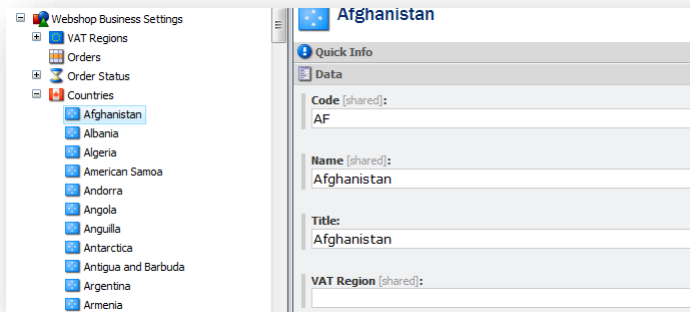 Webshop Business Settings
VAT Regions
Orders
Order Status
Countries
Afghanistan
Albania
Algeria
American Samoa
Andorra
Angola
Anguilla
Antarctica
Antigua and Barbuda
Argentina
Armenia
Afghanistan
Quick Info
Data
Code [shared]:
AF
Name [shared]:
Afghanistan
Title:
Afghanistan
VAT Region [shared]: